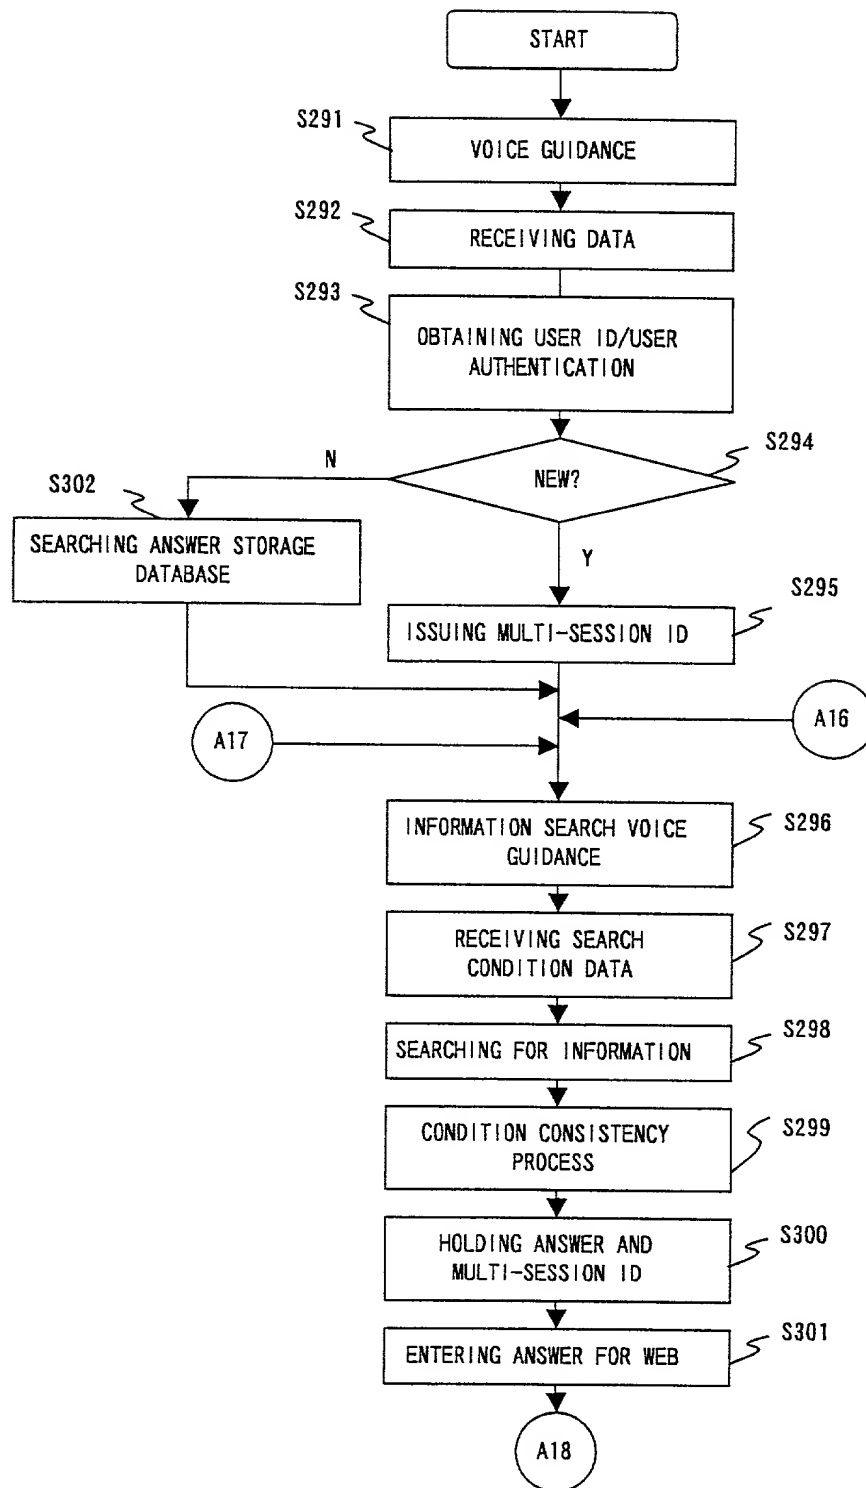 START
S291
VOICE GUIDANCE
S292
RECEIVING DATA
S293
OBTAINING USER ID/USER
AUTHENTICATION
S294
NEW?
N
Y
S302
SEARCHING ANSWER STORAGE
DATABASE
S295
ISSUING MULTI-SESSION ID
A16
A17
S296
INFORMATION SEARCH VOICE
GUIDANCE
S297
RECEIVING SEARCH
CONDITION DATA
S298
SEARCHING FOR INFORMATION
S299
CONDITION CONSISTENCY
PROCESS
S300
HOLDING ANSWER AND
MULTI-SESSION ID
S301
ENTERING ANSWER FOR WEB
A18